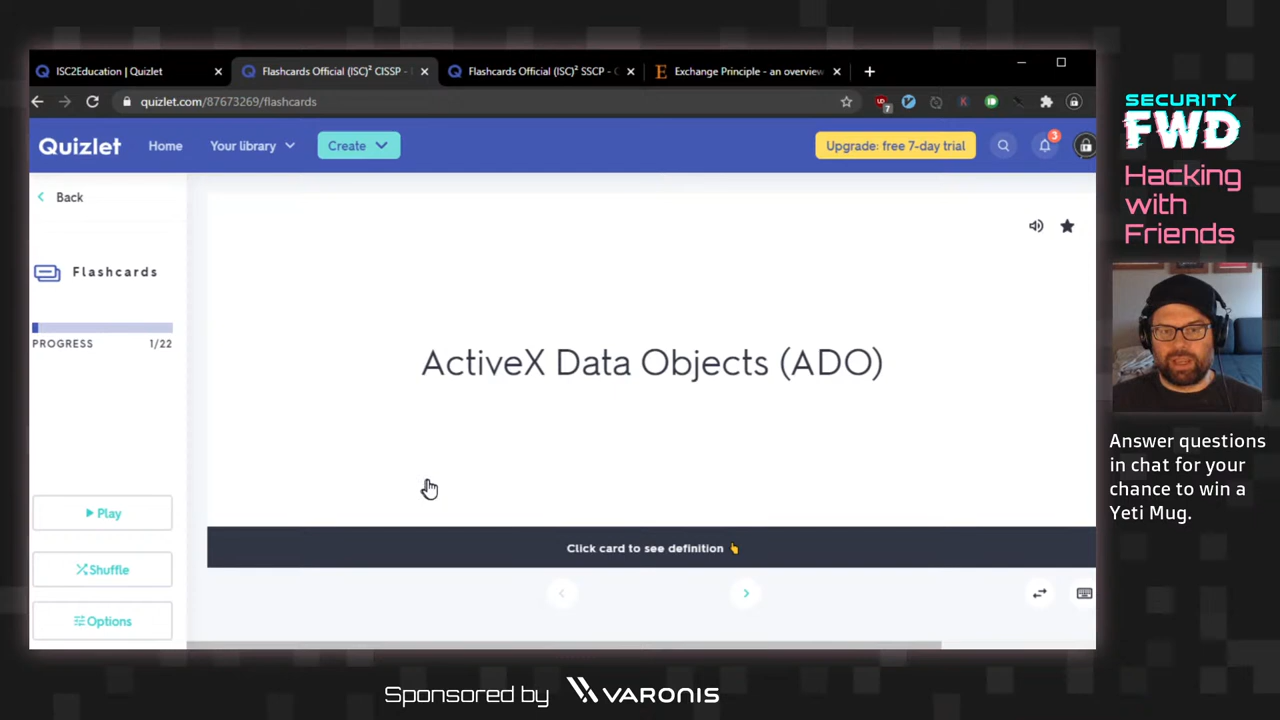 ISC2Education | Quizlet
Flashcards Official (ISC)² CISSP -
Flashcards Official (ISC)² SSCP -
Exchange Principle - an overview
quizlet.com/87673269/flashcards
7
Quizlet
Home
Your library
Create
Upgrade: free 7-day trial
3
Back
Flashcards
PROGRESS 1/22
ActiveX Data Objects (ADO)
Click card to see definition
Play
Shuffle
Options
SECURITY
FWD
Hacking
with
Friends
Answer questions
in chat for your
chance to win a
Yeti Mug.
Sponsored by VARONIS